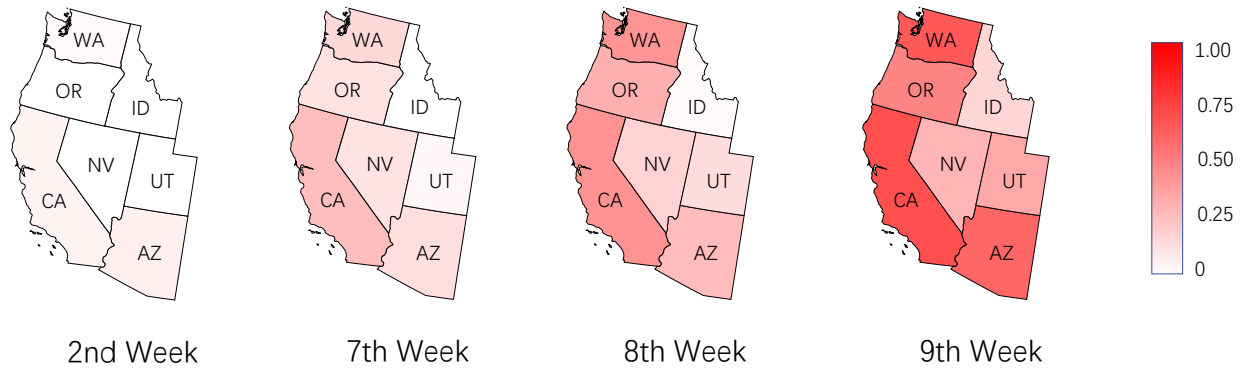 WA
OR
ID
NV
UT
CA
AZ
2nd Week
WA
OR
ID
NV
UT
CA
AZ
7th Week
WA
OR
ID
NV
UT
CA
AZ
8th Week
WA
OR
ID
NV
UT
CA
AZ
9th Week
1.00
0.75
0.50
0.25
0